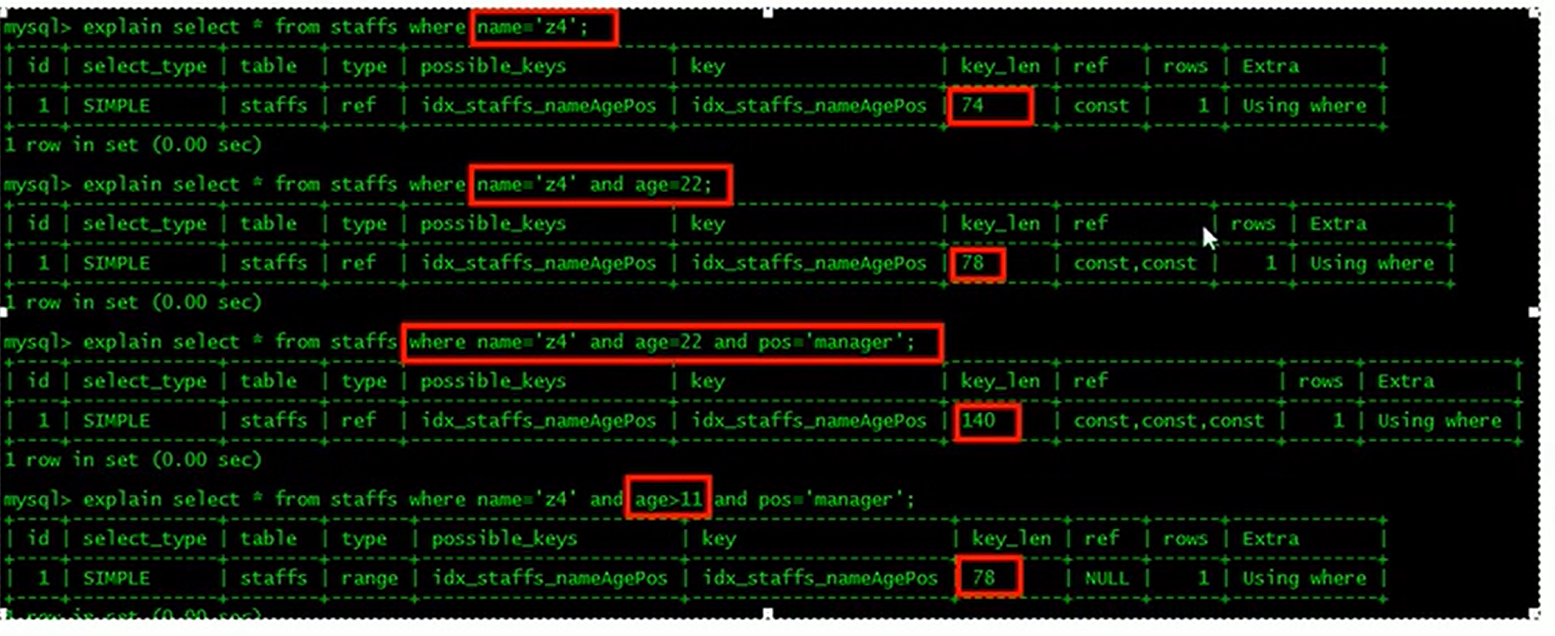 mysql> explain select * from staffs where name='z4';
| id | select_type | table | type | possible_keys | key | key_len | ref | rows | Extra |
| 1 | SIMPLE | staffs | ref | idx_staffs_nameAgePos | idx_staffs_nameAgePos | 74 | const | 1 | Using where |
1 row in set (0.00 sec)
mysql> explain select * from staffs where name='z4' and age=22;
| id | select_type | table | type | possible_keys | key | key_len | ref | rows | Extra |
| 1 | SIMPLE | staffs | ref | idx_staffs_nameAgePos | idx_staffs_nameAgePos | 78 | const,const | 1 | Using where |
1 row in set (0.00 sec)
mysql> explain select * from staffs where name='z4' and age=22 and pos='manager';
| id | select_type | table | type | possible_keys | key | key_len | ref | rows | Extra |
| 1 | SIMPLE | staffs | ref | idx_staffs_nameAgePos | idx_staffs_nameAgePos | 140 | const,const,const | 1 | Using where |
1 row in set (0.00 sec)
mysql> explain select * from staffs where name='z4' and age>11 and pos='manager';
| id | select_type | table | type | possible_keys | key | key_len | ref | rows | Extra |
| 1 | SIMPLE | staffs | range | idx_staffs_nameAgePos | idx_staffs_nameAgePos | 78 | NULL | 1 | Using where |
1 row in set (0.00 sec)